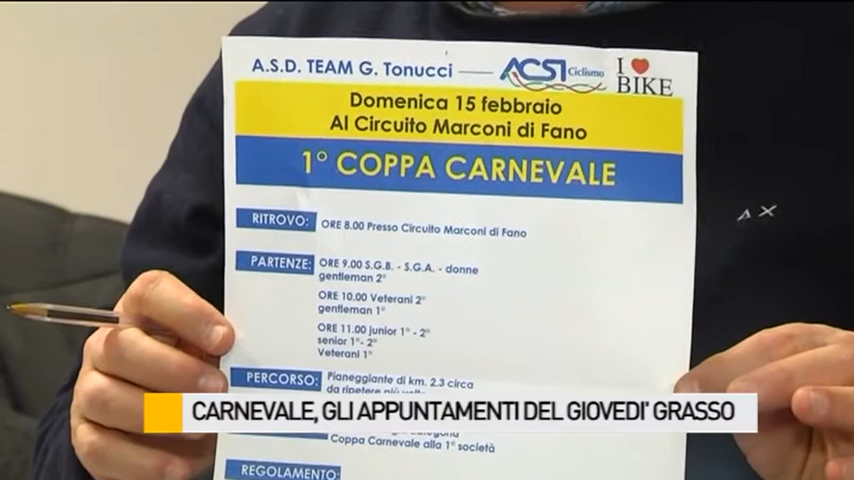 A.S.D. TEAM G. Tonucci
ACSI Ciclismo
I ❤ BIKE
Domenica 15 febbraio
Al Circuito Marconi di Fano
1° COPPA CARNEVALE
RITROVO: ORE 8.00 Presso Circuito Marconi di Fano
PARTENZE: ORE 9.00 S.G.B. - S.G.A. - donne
gentleman 2°
ORE 10.00 Veterani 2°
gentleman 1°
ORE 11.00 junior 1° - 2°
senior 1°- 2°
Veterani 1°
PERCORSO: Pianeggiante di km. 2.3 circa
da ripetere più
CARNEVALE, GLI APPUNTAMENTI DEL GIOVEDI' GRASSO
Coppa Carnevale alla 1° società
REGOLAMENTO:
A X